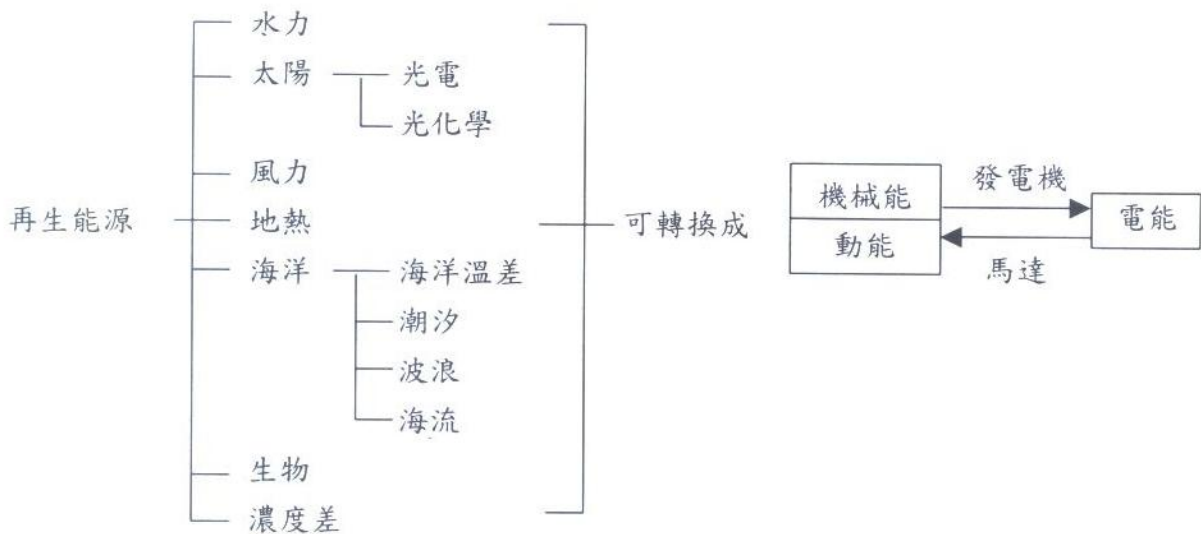 水力
太陽
光電
光化學
風力
再生能源
地熱
可轉換成
機械能
動能
發電機
馬達
電能
海洋
海洋溫差
潮汐
波浪
海流
生物
濃度差